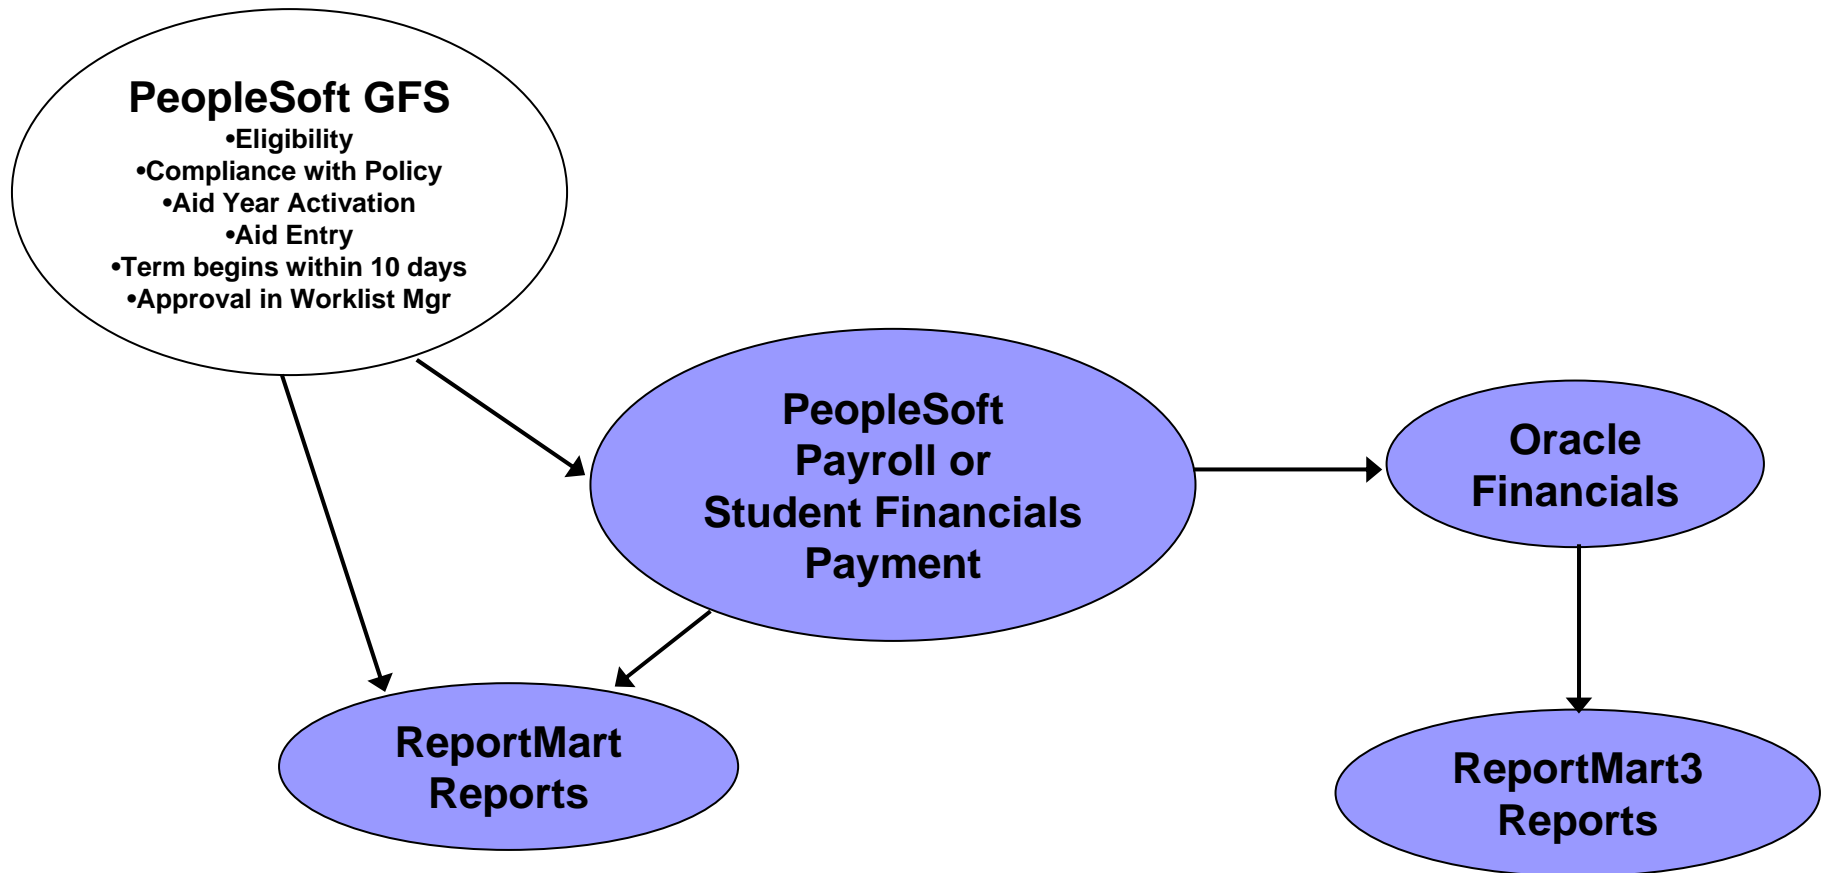 PeopleSoft GFS
•Eligibility
•Compliance with Policy
•Aid Year Activation
•Aid Entry
•Term begins within 10 days
•Approval in Worklist Mgr
PeopleSoft
Payroll or
Student Financials
Payment
Oracle
Financials
ReportMart
Reports
ReportMart3
Reports